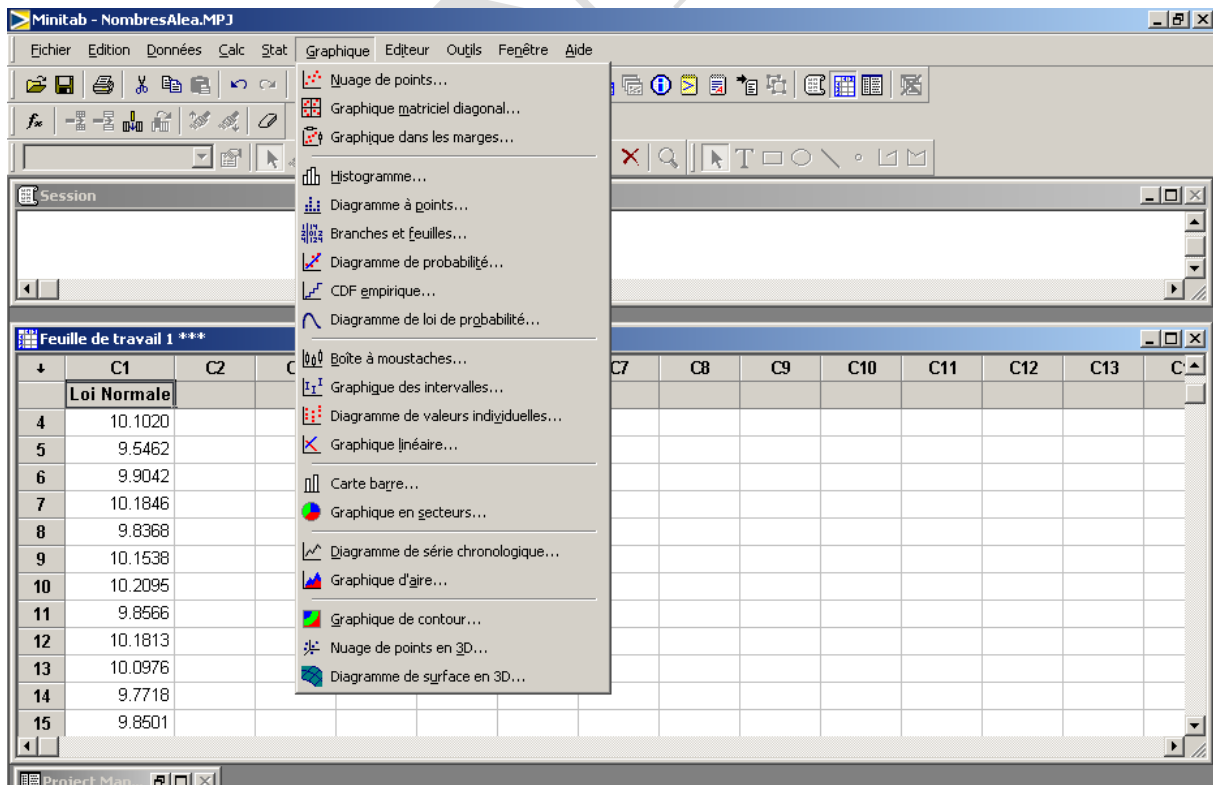 Minitab - NombresAlea.MPJ
Fichier Edition Données Calc Stat Graphique Editeur Outils Fenêtre Aide
Nuage de points...
Graphique matriciel diagonal...
Graphique dans les marges...
Histogramme...
Diagramme à points...
Branches et feuilles...
Diagramme de probabilité...
CDF empirique...
Diagramme de loi de probabilité...
Boîte à moustaches...
Graphique des intervalles...
Diagramme de valeurs individuelles...
Graphique linéaire...
Carte barre...
Graphique en secteurs...
Diagramme de série chronologique...
Graphique d'aire...
Graphique de contour...
Nuage de points en 3D...
Diagramme de surface en 3D...
Session
Feuille de travail 1 ***
C1 C2 C C7 C8 C9 C10 C11 C12 C13 C
Loi Normale
4 10.1020
5 9.5462
6 9.9042
7 10.1846
8 9.8368
9 10.1538
10 10.2095
11 9.8566
12 10.1813
13 10.0976
14 9.7718
15 9.8501
Project Map